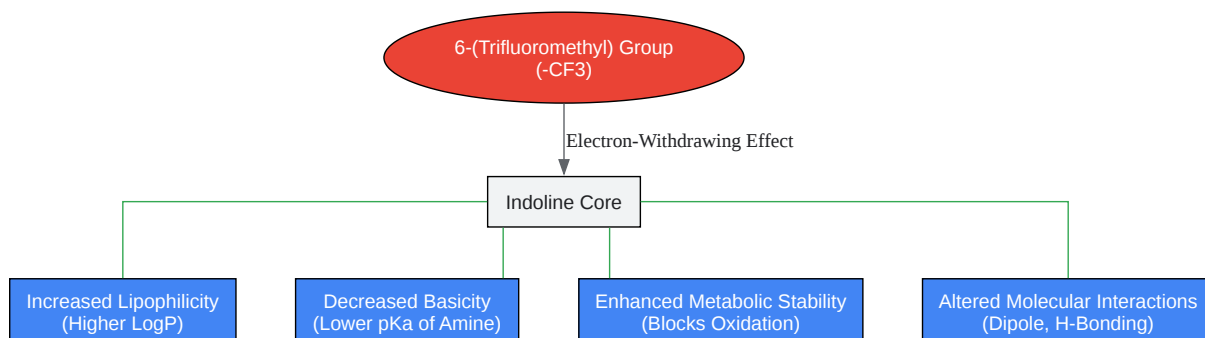 6-(Trifluoromethyl) Group
(-CF3)
Electron-Withdrawing Effect
Indoline Core
Increased Lipophilicity
(Higher LogP)
Decreased Basicity
(Lower pKa of Amine)
Enhanced Metabolic Stability
(Blocks Oxidation)
Altered Molecular Interactions
(Dipole, H-Bonding)